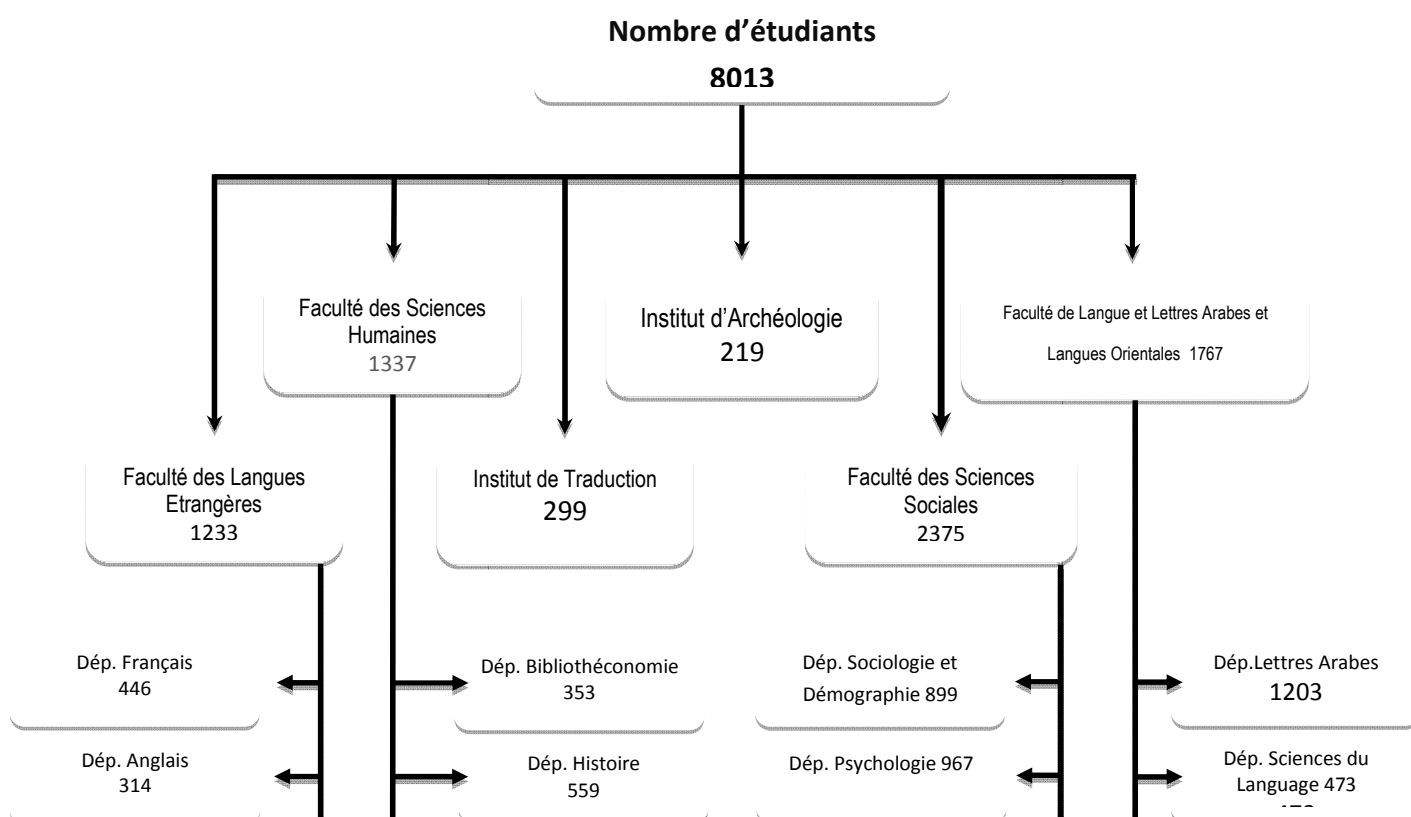 Nombre d’étudiants
8013
Faculté des Sciences
Humaines
1337
Institut d’Archéologie
219
Faculté de Langue et Lettres Arabes et
Langues Orientales 1767
Faculté des Langues
Etrangères
1233
Institut de Traduction
299
Faculté des Sciences
Sociales
2375
Dép. Français
446
Dép. Bibliothéconomie
353
Dép. Sociologie et
Démographie 899
Dép.Lettres Arabes
1203
Dép. Anglais
314
Dép. Histoire
559
Dép. Psychologie 967
Dép. Sciences du
Language 473